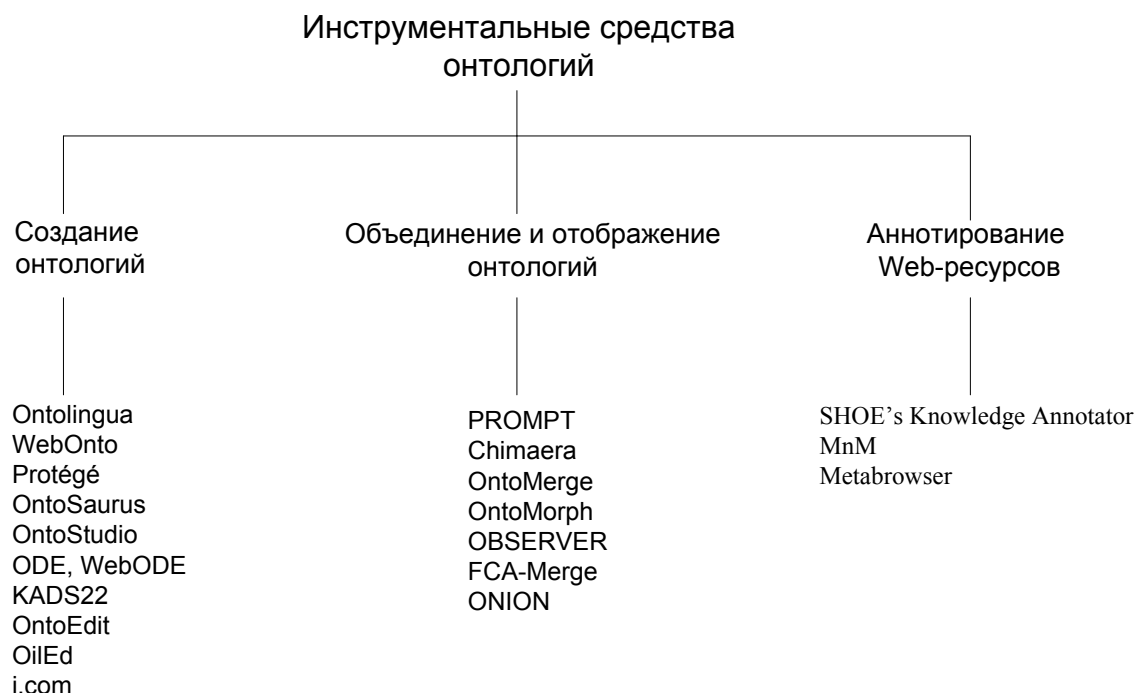 Инструментальные средства
онтологий
Создание
онтологий
Объединение и отображение
онтологий
Аннотирование
Web-ресурсов
Ontolingua
WebOnto
Protégé
OntoSaurus
OntoStudio
ODE, WebODE
KADS22
OntoEdit
OilEd
i.com
PROMPT
Chimaera
OntoMerge
OntoMorph
OBSERVER
FCA-Merge
ONION
SHOE’s Knowledge Annotator
MnM
Metabrowser